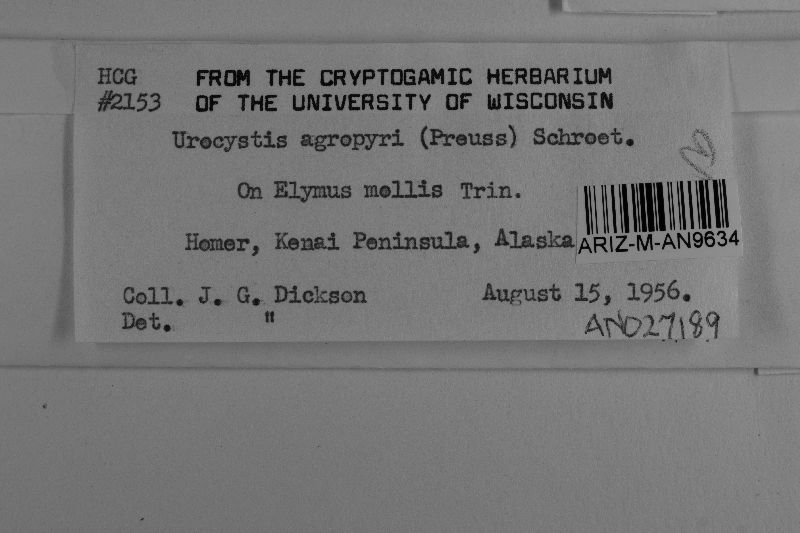 HCG FROM THE CRYPTOGAMIC HERBARIUM
#2153 OF THE UNIVERSITY OF WISCONSIN
Urocystis agropyri (Preuss) Schroet.
On Elymus mollis Trin.
Homer, Kenai Peninsula, Alaska
ARIZ-M-AN9634
Coll. J. G. Dickson August 15, 1956.
Det. "
AN027189